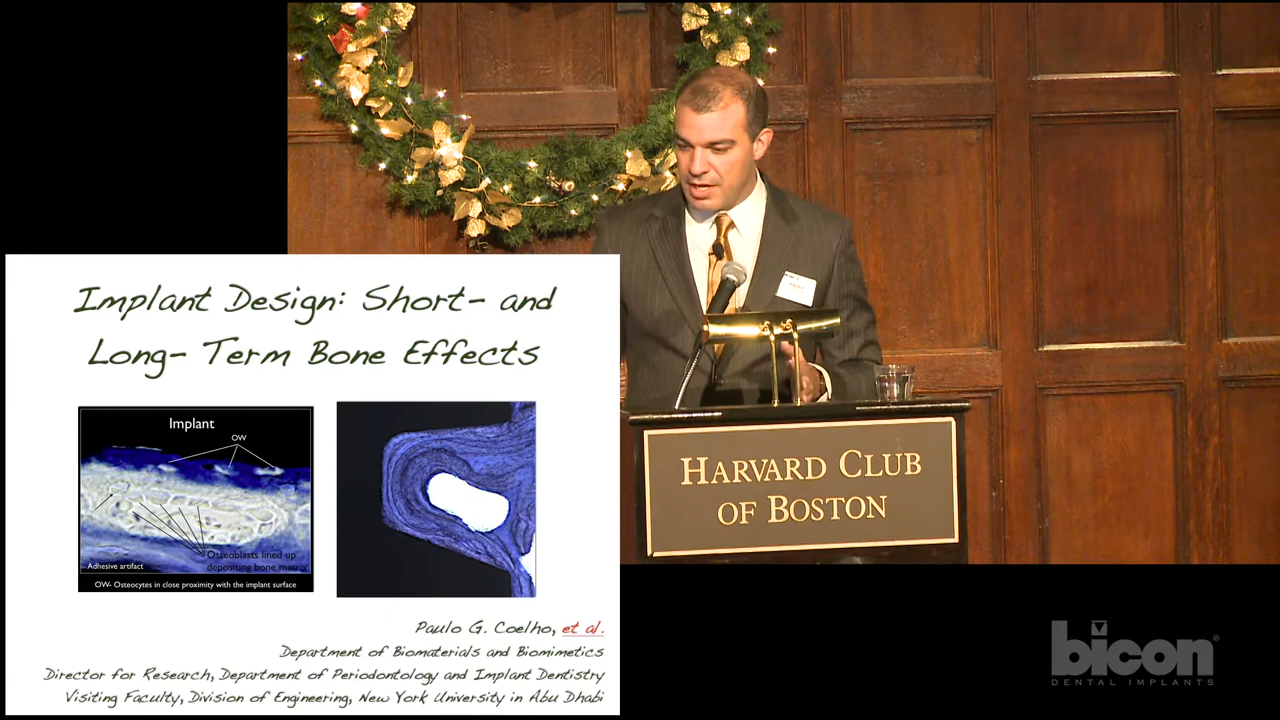 Implant Design: Short- and
Long- Term Bone Effects
Implant
OW
Osteoblasts lined up
depositing bone matrix
Adhesive artifact
OW- Osteocytes in close proximity with the implant surface
Paulo G. Coelho, et al.
Department of Biomaterials and Biomimetics
Director for Research, Department of Periodontology and Implant Dentistry
Visiting Faculty, Division of Engineering, New York University in Abu Dhabi
HARVARD CLUB
OF BOSTON
bicon®
DENTAL IMPLANTS